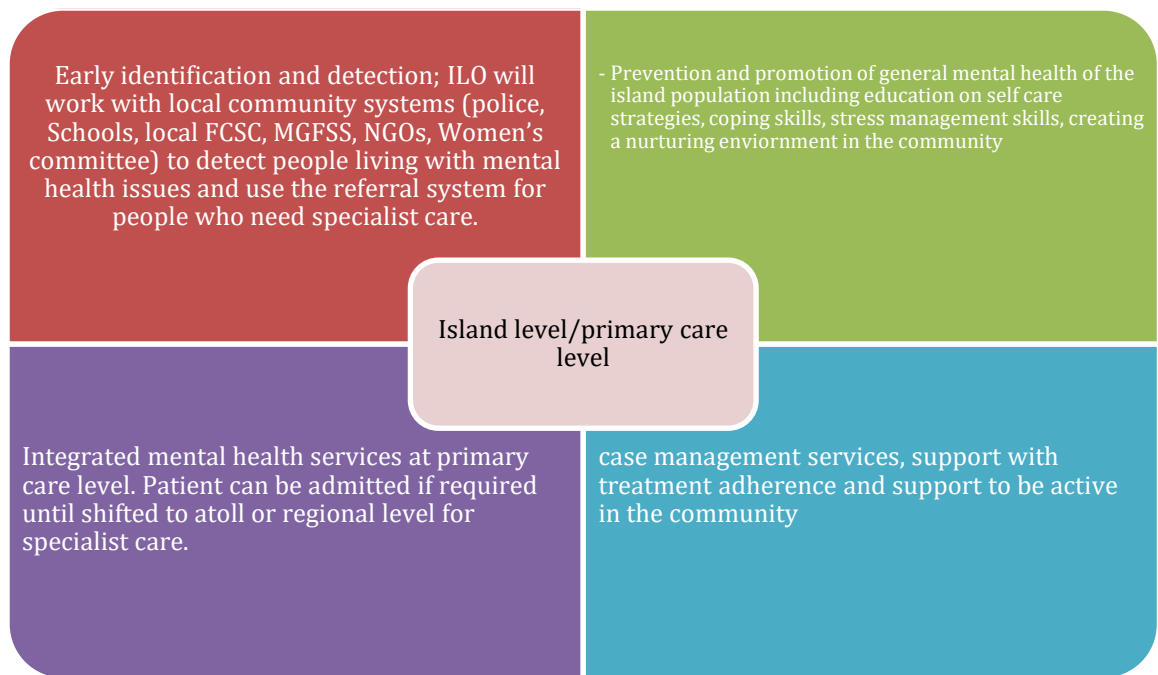 Early identification and detection; ILO will
work with local community systems (police,
Schools, local FCSC, MGFSS, NGOs, Women’s
committee) to detect people living with mental
health issues and use the referral system for
people who need specialist care.
- Prevention and promotion of general mental health of the
island population including education on self care
strategies, coping skills, stress management skills, creating
a nurturing enviornment in the community
Island level/primary care
level
Integrated mental health services at primary
care level. Patient can be admitted if required
until shifted to atoll or regional level for
specialist care.
case management services, support with
treatment adherence and support to be active
in the community